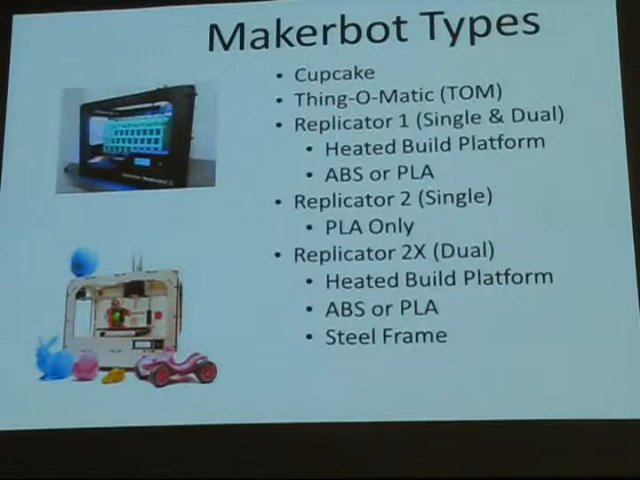 Makerbot Types
• Cupcake
• Thing-O-Matic (TOM)
• Replicator 1 (Single & Dual)
• Heated Build Platform
• ABS or PLA
• Replicator 2 (Single)
• PLA Only
• Replicator 2X (Dual)
• Heated Build Platform
• ABS or PLA
• Steel Frame